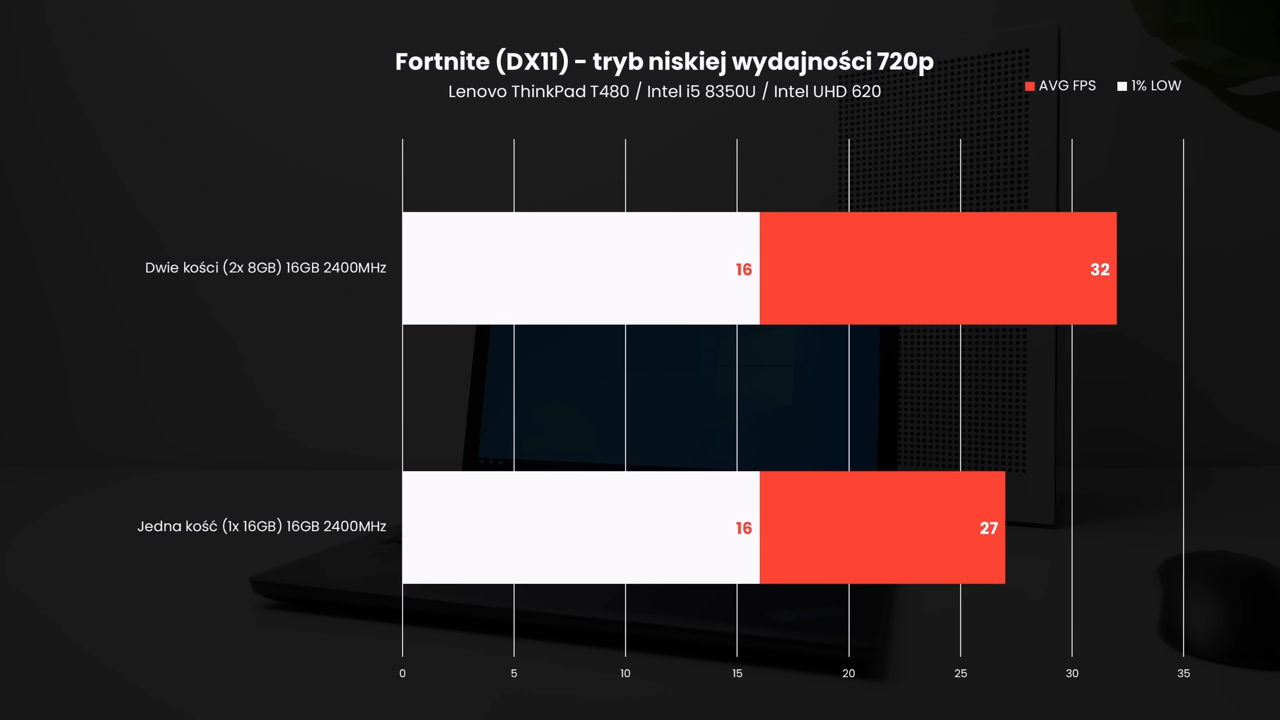 Fortnite (DX11) - tryb niskiej wydajności 720p
Lenovo ThinkPad T480 / Intel i5 8350U / Intel UHD 620
AVG FPS
1% LOW
Dwie kości (2x 8GB) 16GB 2400MHz
16
32
Jedna kość (1x 16GB) 16GB 2400MHz
16
27
0 5 10 15 20 25 30 35